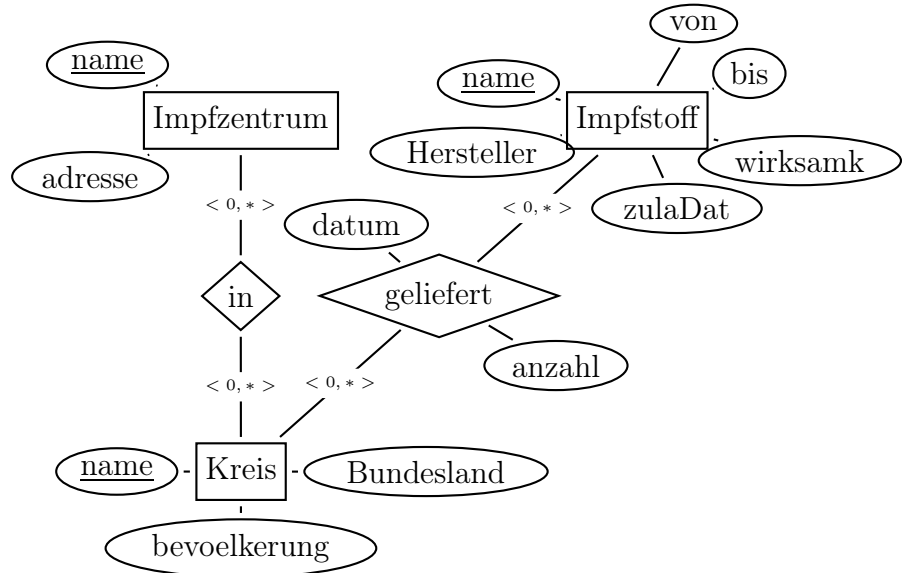 von
name
name
bis
Impfzentrum
Impfstoff
Hersteller
wirksamk
adresse
< 0, * >
< 0, * >
zulaDat
datum
in
geliefert
anzahl
< 0, * >
< 0, * >
name
Kreis
Bundesland
bevoelkerung